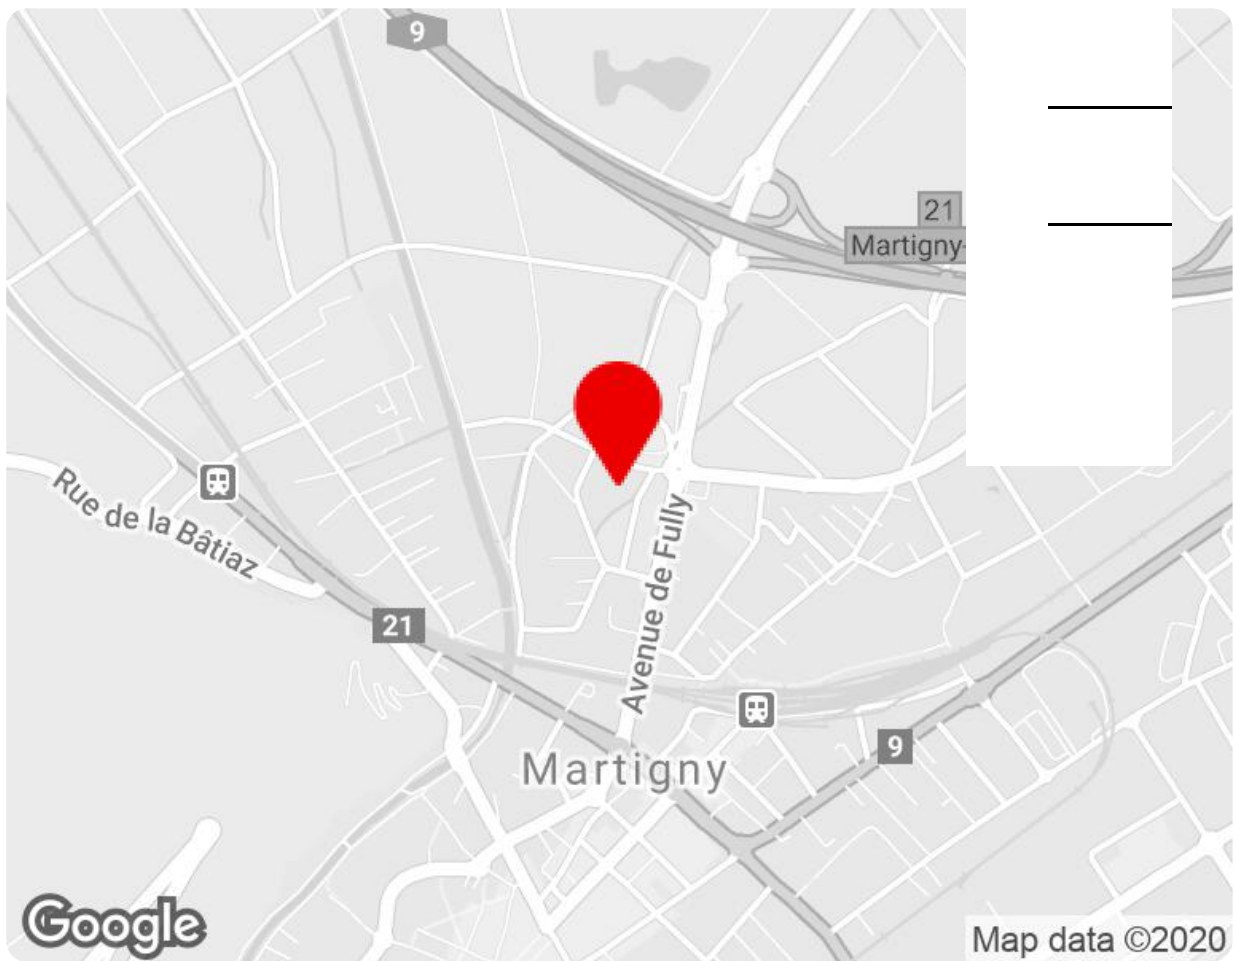 9
21
Martigny-
Rue de la Bâtiaz
Avenue de Fully
21
9
Martigny
Google
Map data ©2020